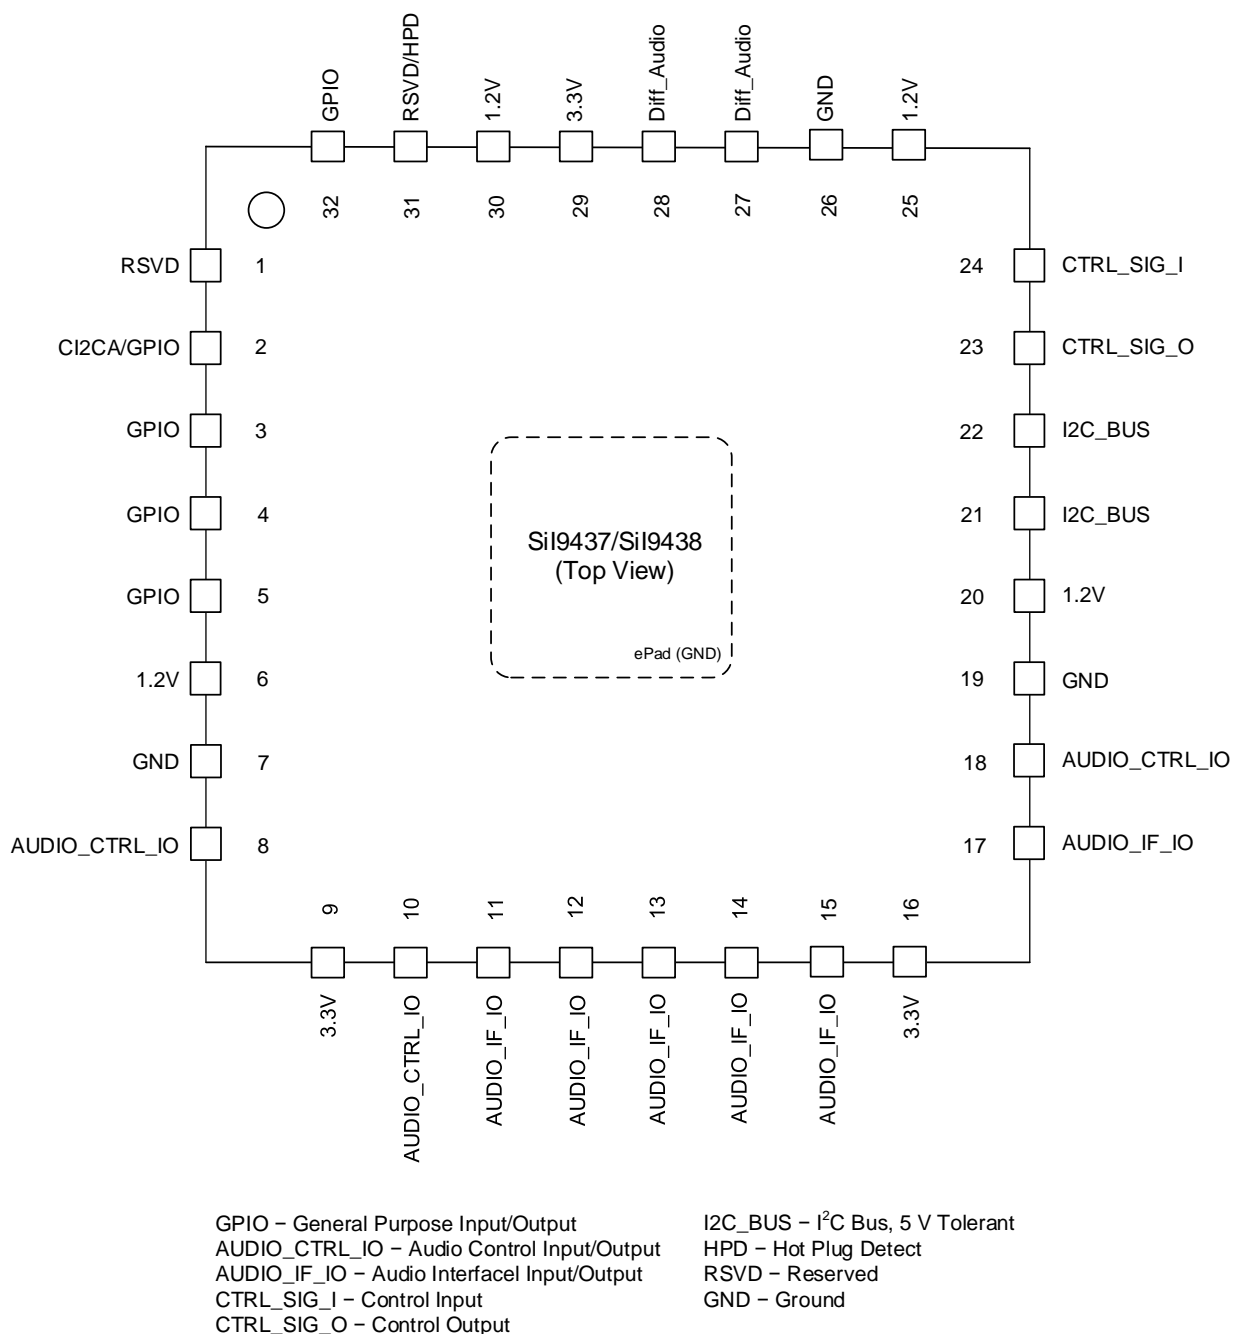 GPIO
RSVD/HPD
1.2V
3.3V
Diff_Audio
Diff_Audio
GND
1.2V
32
31
30
29
28
27
26
25
RSVD 1
24 CTRL_SIG_I
CI2CA/GPIO 2
23 CTRL_SIG_O
GPIO 3
22 I2C_BUS
GPIO 4
21 I2C_BUS
SiI9437/SiI9438
(Top View)
GPIO 5
20 1.2V
ePad (GND)
1.2V 6
19 GND
GND 7
18 AUDIO_CTRL_IO
AUDIO_CTRL_IO 8
17 AUDIO_IF_IO
9
10
11
12
13
14
15
16
3.3V
AUDIO_CTRL_IO
AUDIO_IF_IO
AUDIO_IF_IO
AUDIO_IF_IO
AUDIO_IF_IO
AUDIO_IF_IO
3.3V
GPIO – General Purpose Input/Output
AUDIO_CTRL_IO – Audio Control Input/Output
AUDIO_IF_IO – Audio Interfacel Input/Output
CTRL_SIG_I – Control Input
CTRL_SIG_O – Control Output
I2C_BUS – I²C Bus, 5 V Tolerant
HPD – Hot Plug Detect
RSVD – Reserved
GND – Ground